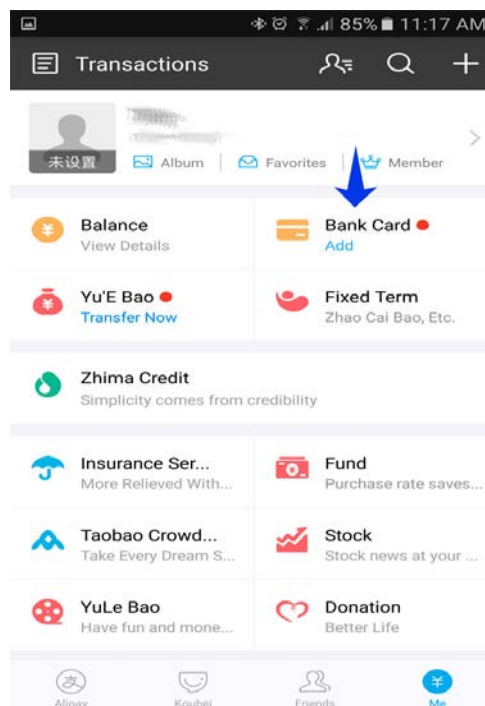 85% 11:17 AM
Transactions
未设置
Album
Favorites
Member
Balance
View Details
Bank Card
Add
Yu'E Bao
Transfer Now
Fixed Term
Zhao Cai Bao, Etc.
Zhima Credit
Simplicity comes from credibility
Insurance Ser...
More Relieved With...
Fund
Purchase rate saves...
Taobao Crowd...
Take Every Dream S...
Stock
Stock news at your ...
YuLe Bao
Have fun and mone...
Donation
Better Life
支
Alipay
Koubei
Friends
Me